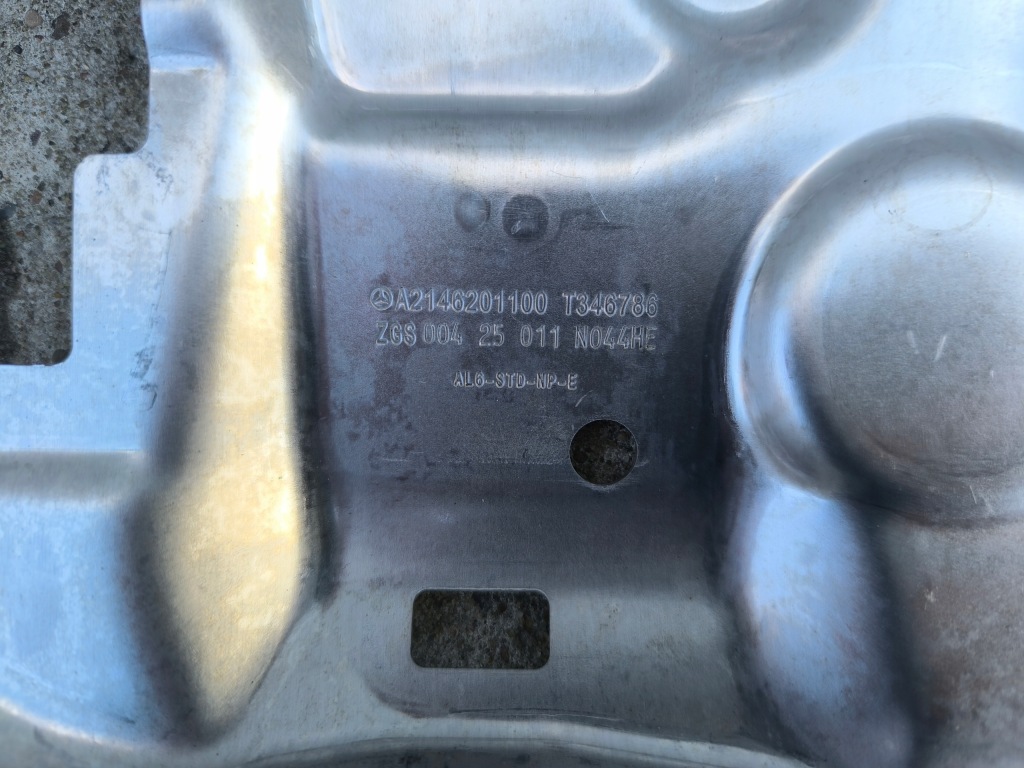 A2146201100 T346786
ZGS 004 25 011 N044HE
AL6-STD-NP-E